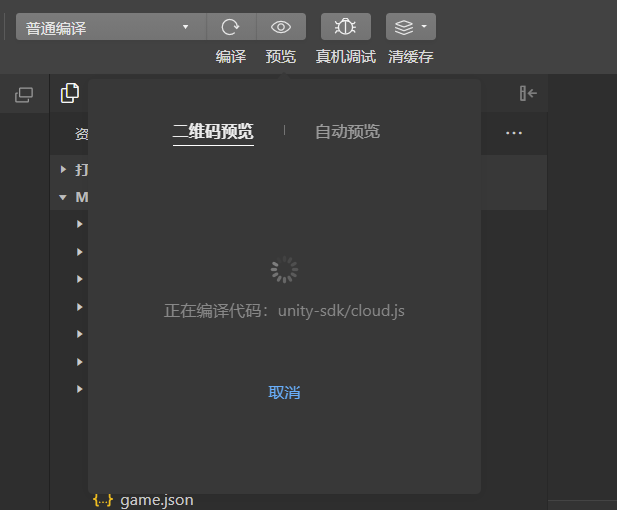 普通编译
编译 预览 真机调试 清缓存
资
二维码预览 自动预览
打
M
正在编译代码：unity-sdk/cloud.js
取消
{..} game.json